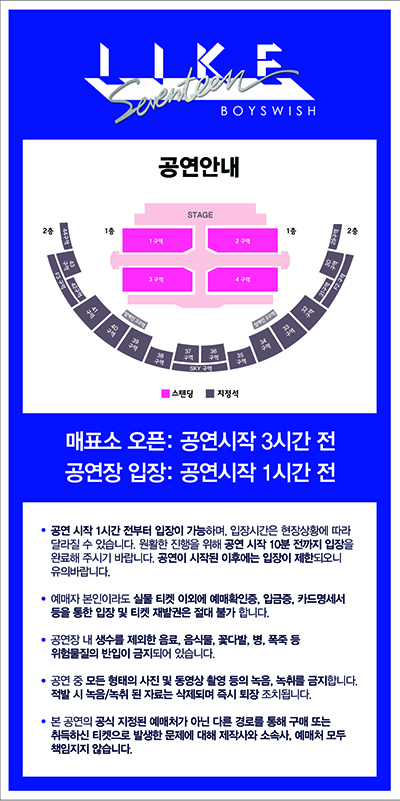 LIKE
Seventeen
BOYSWISH
공연안내
STAGE
2층 1층 1층 2층
1 구역 2 구역
3 구역 4 구역
44구역 29구역
43 구역 30 구역
42구역 31구역
41 구역 32 구역
40 구역 33 구역
39 구역 34 구역
38 구역 37 구역 36 구역 35 구역
SKY 구역
스탠딩 지정석
매표소 오픈: 공연시작 3시간 전
공연장 입장: 공연시작 1시간 전
• 공연 시작 1시간 전부터 입장이 가능하며, 입장시간은 현장상황에 따라
달라질 수 있습니다. 원활한 진행을 위해 공연 시작 10분 전까지 입장을
완료해 주시기 바랍니다. 공연이 시작된 이후에는 입장이 제한되오니
유의바랍니다.
• 예매자 본인이라도 실물 티켓 이외에 예매확인증, 입금증, 카드명세서
등을 통한 입장 및 티켓 재발권은 절대 불가 합니다.
• 공연장 내 생수를 제외한 음료, 음식물, 꽃다발, 병, 폭죽 등
위험물질의 반입이 금지되어 있습니다.
• 공연 중 모든 형태의 사진 및 동영상 촬영 등의 녹음, 녹취를 금지합니다.
적발 시 녹음/녹취 된 자료는 삭제되며 즉시 퇴장 조치됩니다.
• 본 공연의 공식 지정된 예매처가 아닌 다른 경로를 통해 구매 또는
취득하신 티켓으로 발생한 문제에 대해 제작사와 소속사, 예매처 모두
책임지지 않습니다.